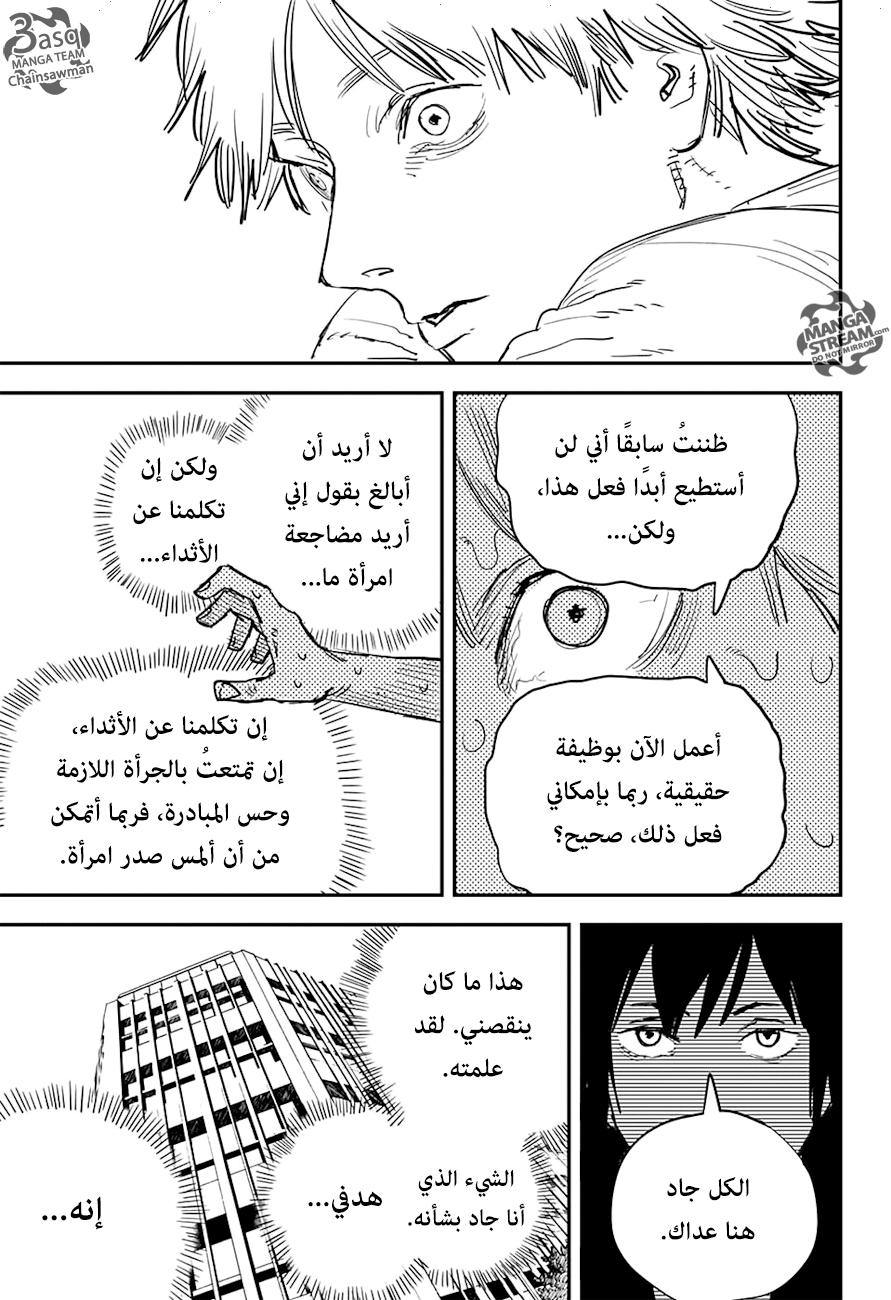 3asq
MANGA TEAM
Chainsawman
MANGA
STREAM.com
DO NOT MIRROR
ظننتُ سابقًا أني لن
أستطيع أبدًا فعل هذا،
ولكن...
أعمل الآن بوظيفة
حقيقية، ربما بإمكاني
فعل ذلك، صحيح؟
لا أريد أن
أبالغ بقول إني
أريد مضاجعة
امرأة ما...
ولكن إن
تكلمنا عن
الأثداء...
إن تكلمنا عن الأثداء،
إن تمتعتُ بالجرأة اللازمة
وحس المبادرة، فربما أتمكن
من أن ألمس صدر امرأة.
الكل جاد
هنا عداك.
هذا ما كان
ينقصني. لقد
علمته.
الشيء الذي
أنا جاد بشأنه.
هدفي...
إنه...